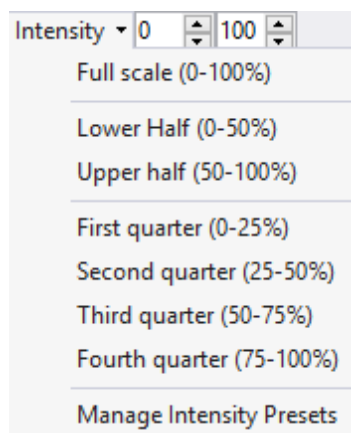 Intensity 0 100
Full scale (0-100%)
Lower Half (0-50%)
Upper half (50-100%)
First quarter (0-25%)
Second quarter (25-50%)
Third quarter (50-75%)
Fourth quarter (75-100%)
Manage Intensity Presets